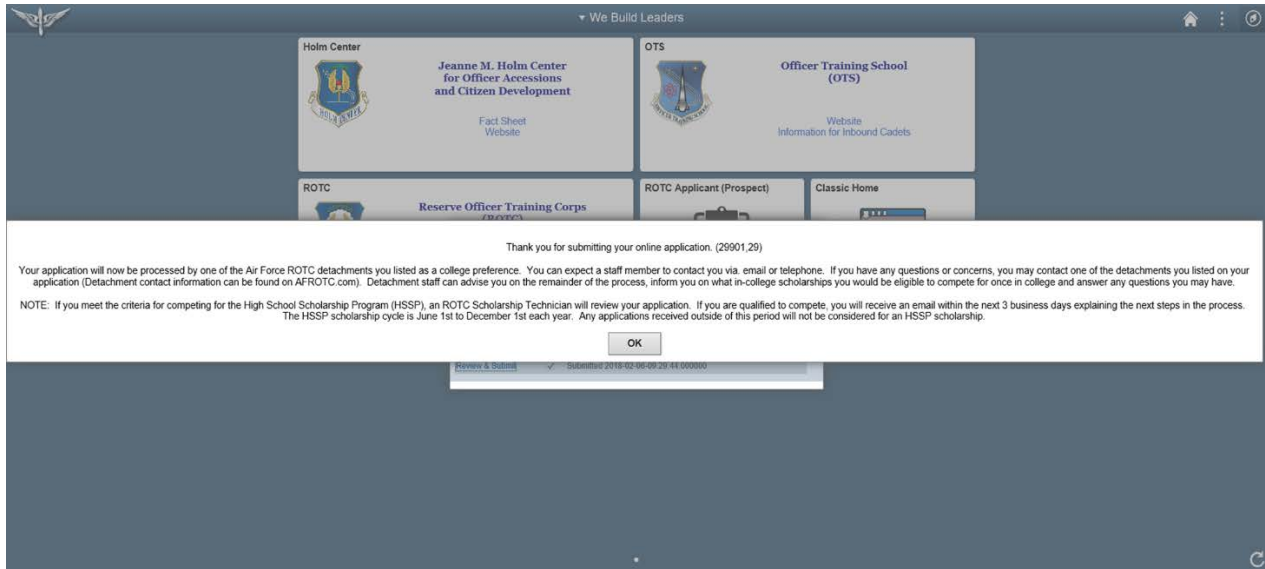 ▾ We Build Leaders
Holm Center
Jeanne M. Holm Center
for Officer Accessions
and Citizen Development
Fact Sheet
Website
HOLM CENTER
OTS
Officer Training School
(OTS)
Website
Information for Inbound Cadets
OFFICER TRAINING SCHOOL
ROTC
Reserve Officer Training Corps
(ROTC)
ROTC Applicant (Prospect)
Classic Home
Thank you for submitting your online application. (29901,29)
Your application will now be processed by one of the Air Force ROTC detachments you listed as a college preference. You can expect a staff member to contact you via. email or telephone. If you have any questions or concerns, you may contact one of the detachments you listed on your
application (Detachment contact information can be found on AFROTC.com). Detachment staff can advise you on the remainder of the process, inform you on what in-college scholarships you would be eligible to compete for once in college and answer any questions you may have.
NOTE: If you meet the criteria for competing for the High School Scholarship Program (HSSP), an ROTC Scholarship Technician will review your application. If you are qualified to compete, you will receive an email within the next 3 business days explaining the next steps in the process.
The HSSP scholarship cycle is June 1st to December 1st each year. Any applications received outside of this period will not be considered for an HSSP scholarship.
OK
Review & Submit ✓ Submitted 2018-02-06-09.29.44.000000